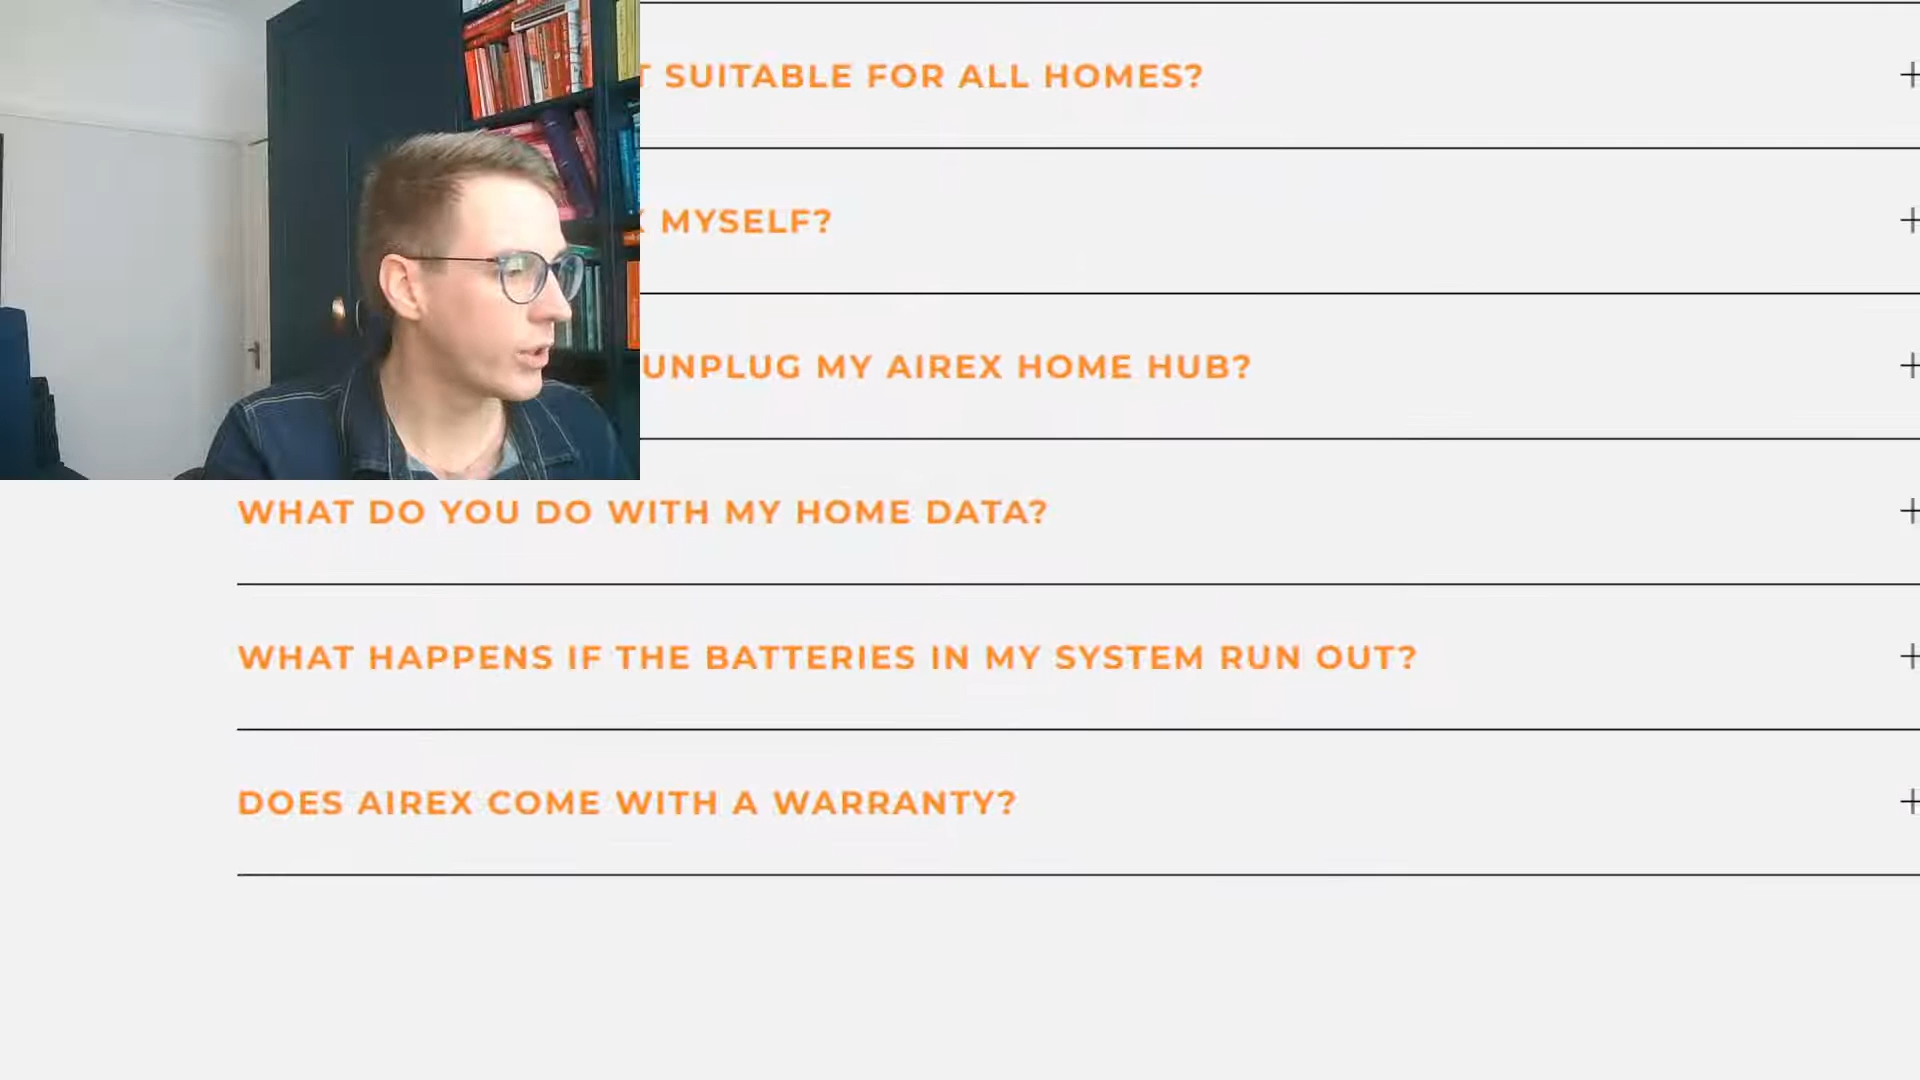 SUITABLE FOR ALL HOMES?
MYSELF?
UNPLUG MY AIREX HOME HUB?
WHAT DO YOU DO WITH MY HOME DATA?
WHAT HAPPENS IF THE BATTERIES IN MY SYSTEM RUN OUT?
DOES AIREX COME WITH A WARRANTY?